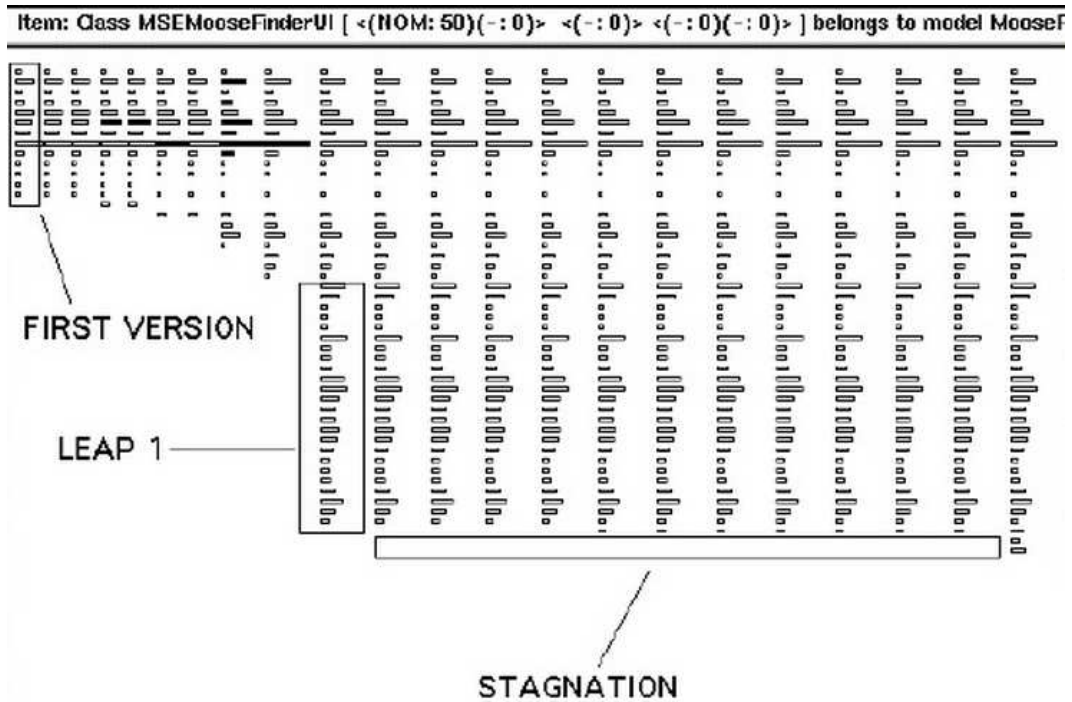 Item: Class MSEMooseFinderUI [ <(NOM: 50)(-: 0)> <(-: 0)> <(-: 0)(-: 0)> ] belongs to model MooseF
FIRST VERSION
LEAP 1
STAGNATION